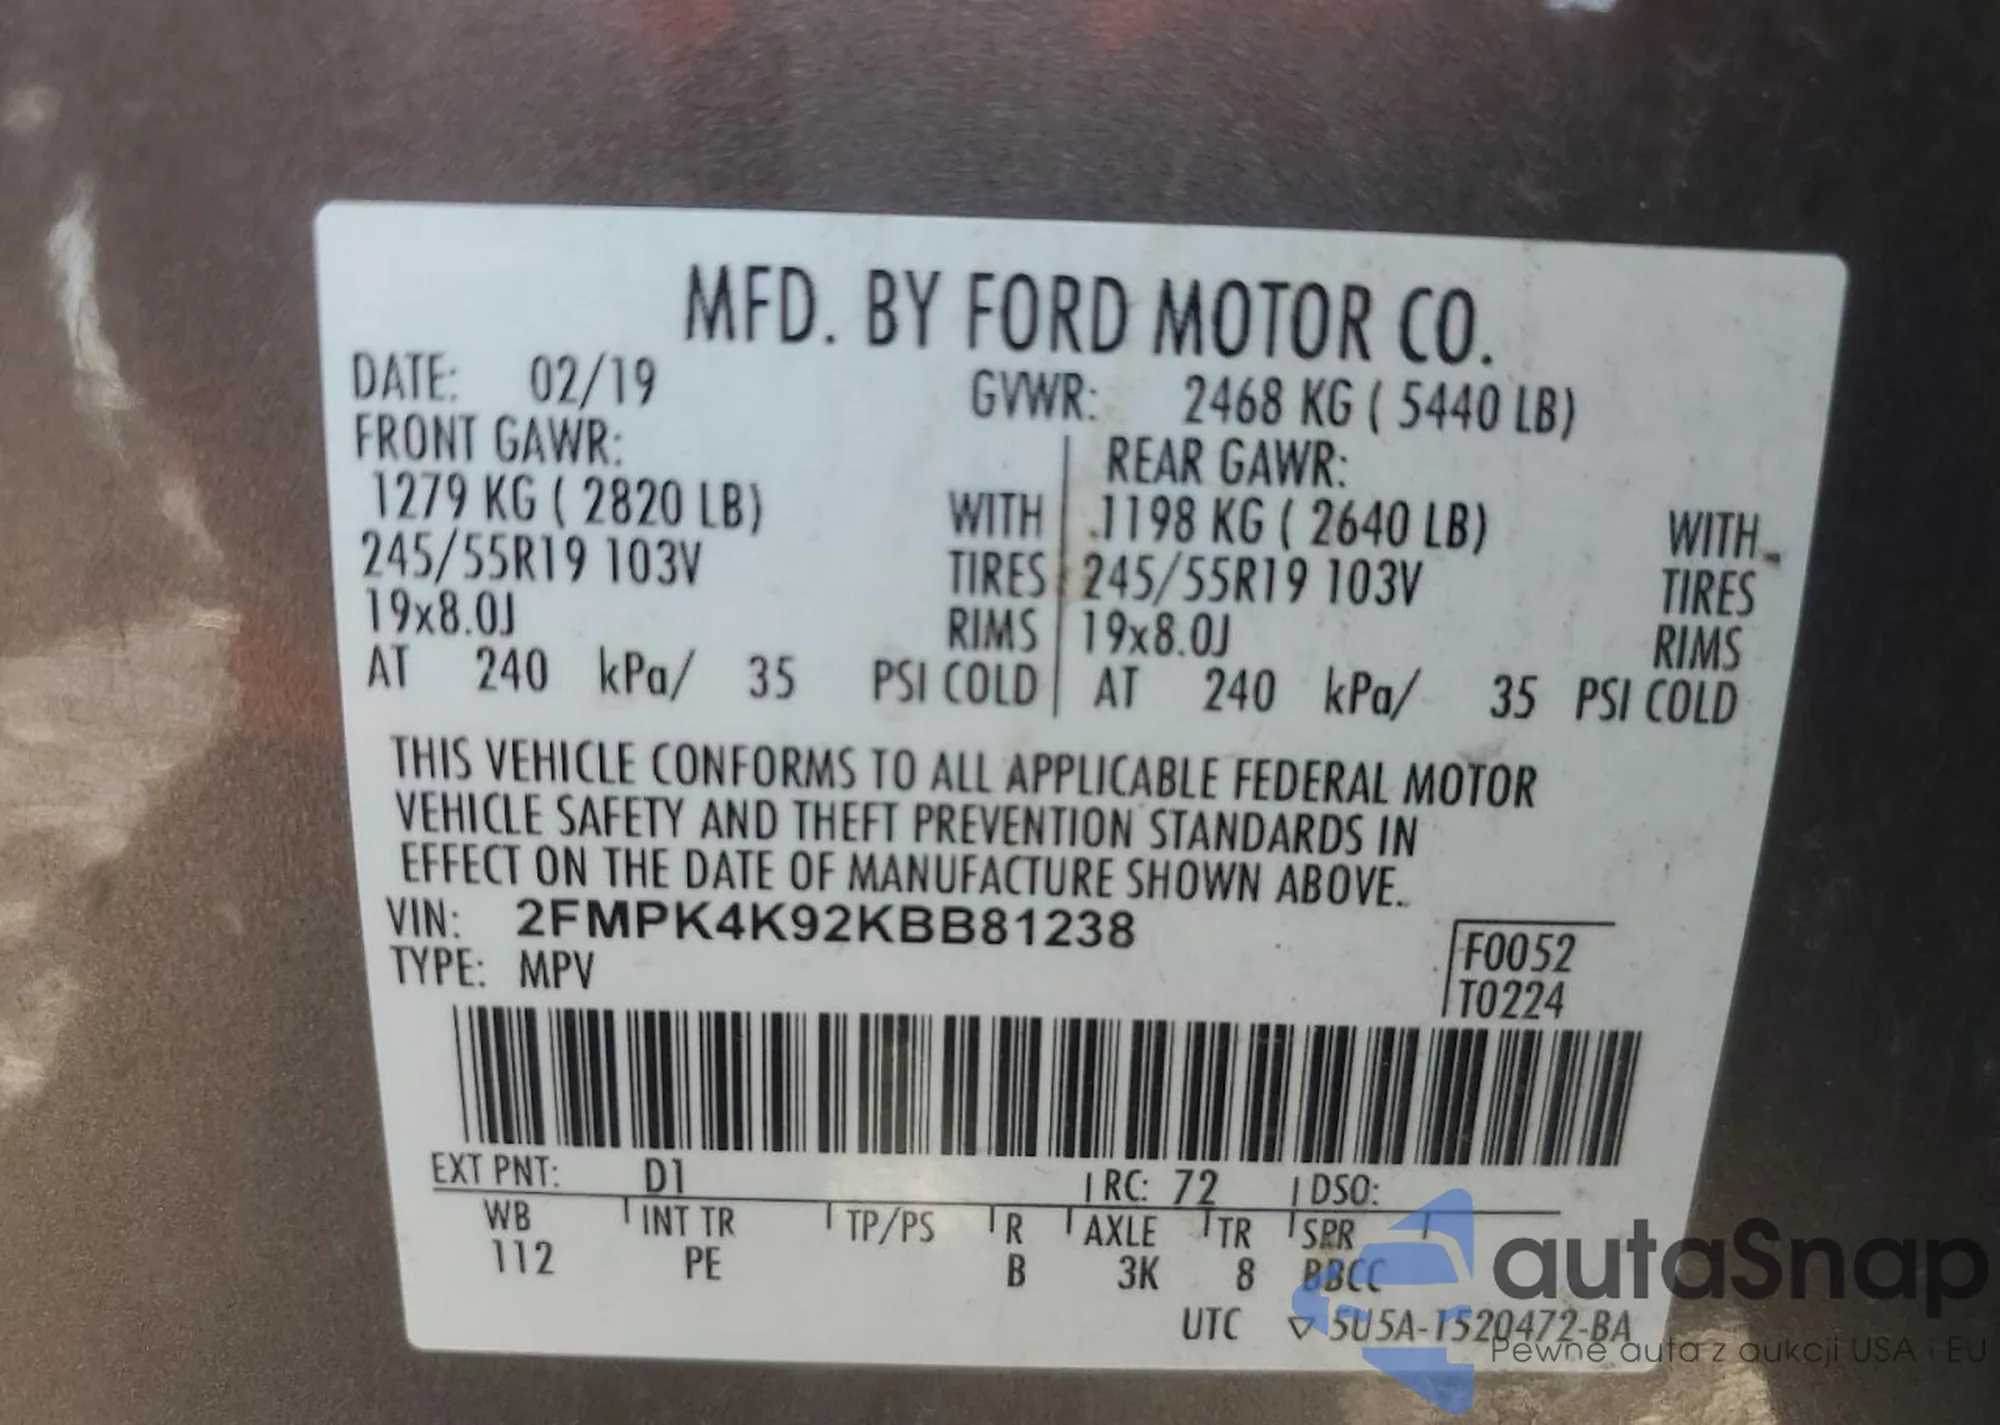 MFD. BY FORD MOTOR CO.
DATE: 02/19 GVWR: 2468 KG ( 5440 LB)
FRONT GAWR: REAR GAWR:
1279 KG ( 2820 LB) WITH 1198 KG ( 2640 LB) WITH
245/55R19 103V TIRES 245/55R19 103V TIRES
19x8.0J RIMS 19x8.0J RIMS
AT 240 kPa/ 35 PSI COLD AT 240 kPa/ 35 PSI COLD
THIS VEHICLE CONFORMS TO ALL APPLICABLE FEDERAL MOTOR
VEHICLE SAFETY AND THEFT PREVENTION STANDARDS IN
EFFECT ON THE DATE OF MANUFACTURE SHOWN ABOVE.
VIN: 2FMPK4K92KBB81238
F0052
TYPE: MPV
T0224
EXT PNT: D1 RC: 72 DSO:
WB INT TR TP/PS R AXLE TR SPR
112 PE B 3K 8 BBCC
UTC ▽ 5U5A-1520472-BA
autaSnap
Pewne auta z aukcji USA i EU